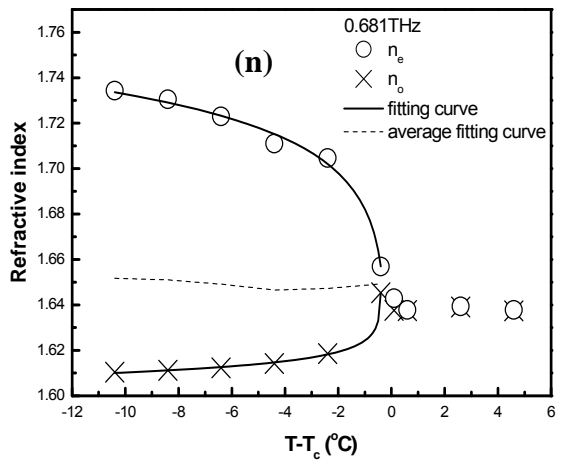 0.681THz
(n)
n_e
n_o
fitting curve
average fitting curve
Refractive index
1.76
1.74
1.72
1.70
1.68
1.66
1.64
1.62
1.60
-12 -10 -8 -6 -4 -2 0 2 4 6
T-T_c (°C)